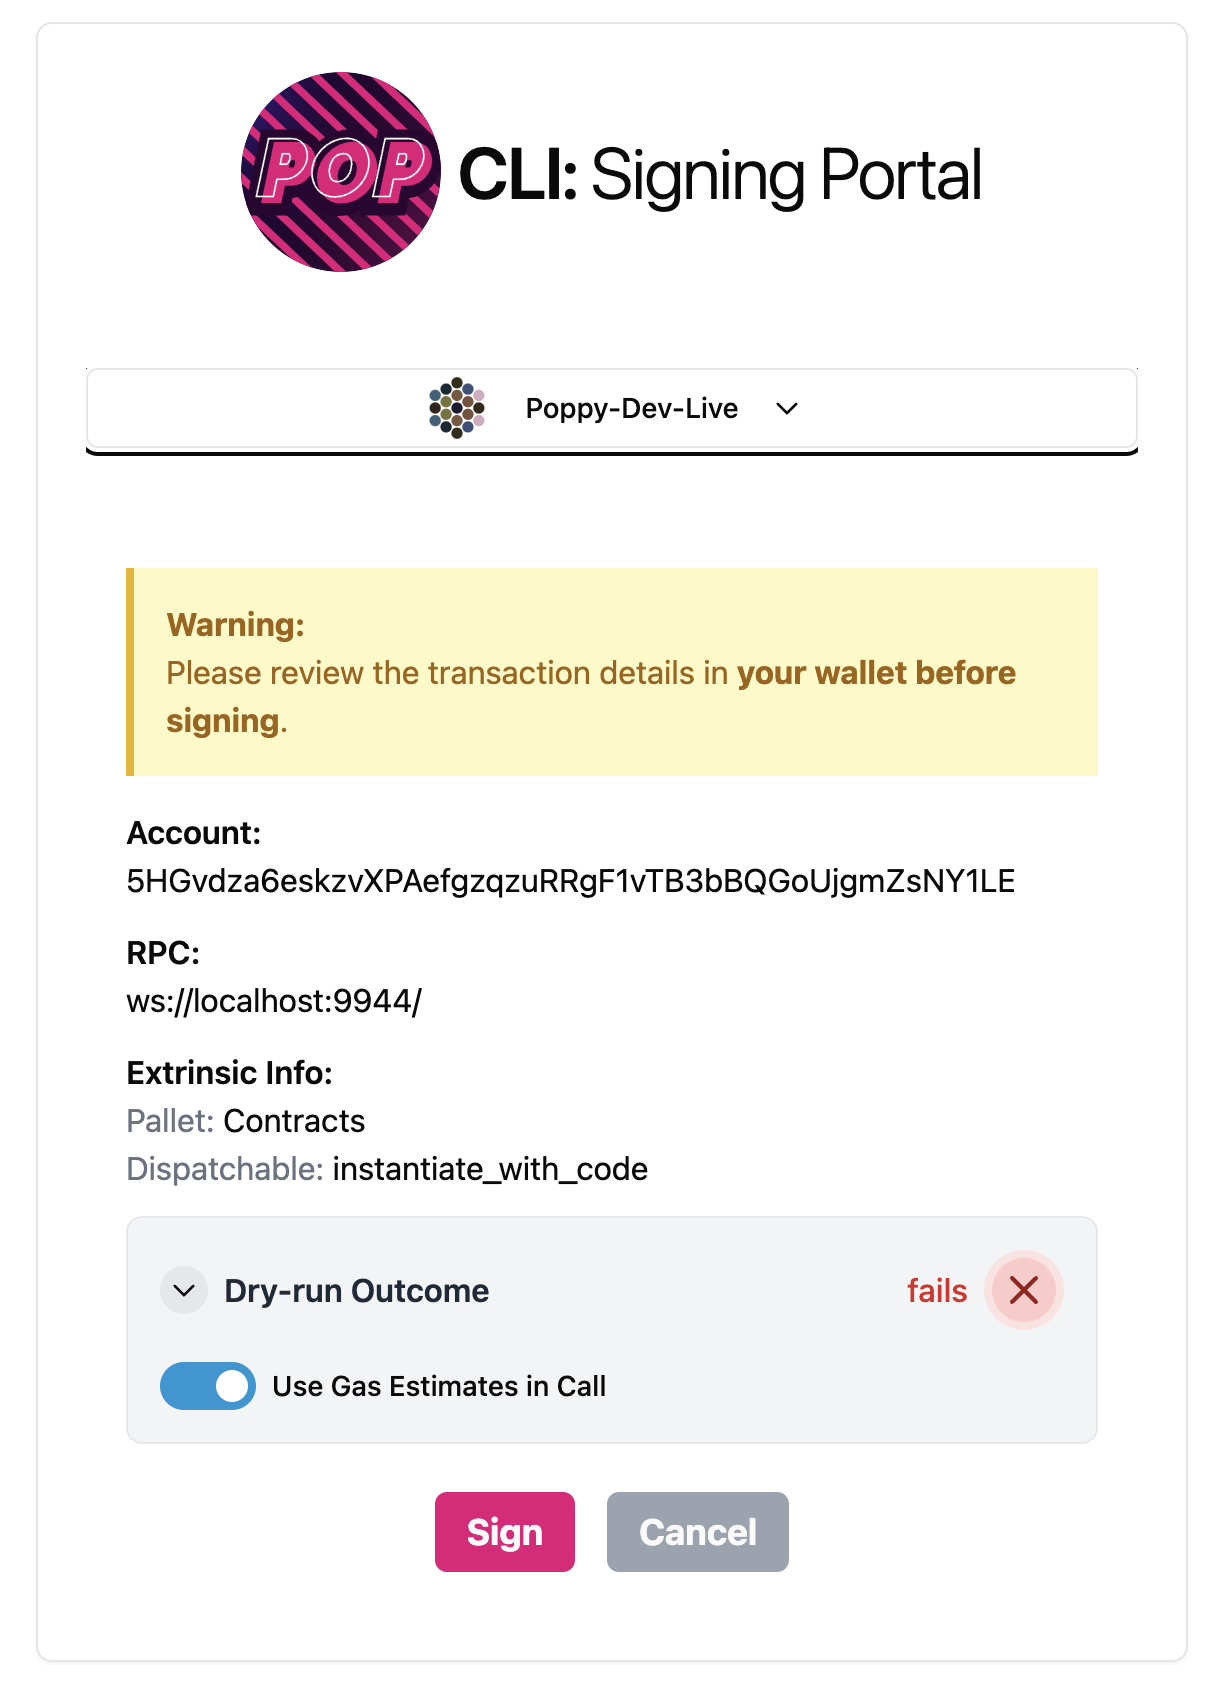 POP CLI: Signing Portal
Poppy-Dev-Live
Warning:
Please review the transaction details in your wallet before
signing.
Account:
5HGvdza6eskzvXPAefgzqzuRRgF1vTB3bBQGoUjgmZsNY1LE
RPC:
ws://localhost:9944/
Extrinsic Info:
Pallet: Contracts
Dispatchable: instantiate_with_code
Dry-run Outcome fails
Use Gas Estimates in Call
Sign Cancel